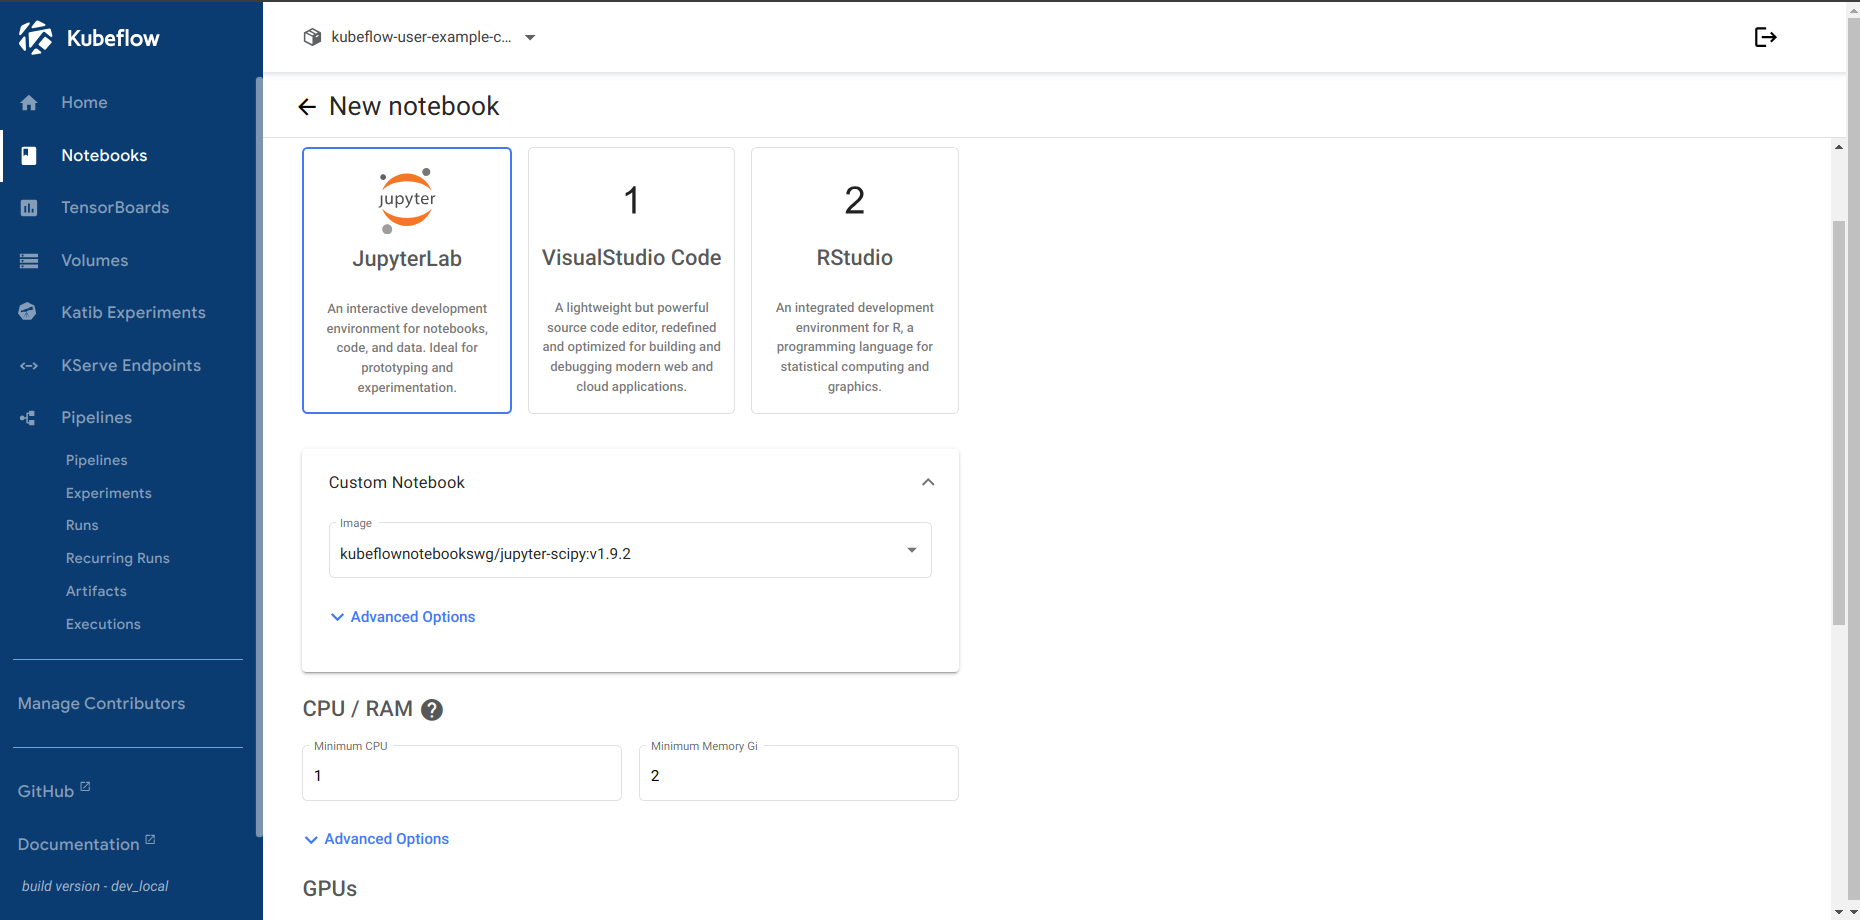 Kubeflow
Home
Notebooks
TensorBoards
Volumes
Katib Experiments
KServe Endpoints
Pipelines
Pipelines
Experiments
Runs
Recurring Runs
Artifacts
Executions
Manage Contributors
GitHub
Documentation
build version - dev_local
kubeflow-user-example-c...
New notebook
jupyter
JupyterLab
An interactive development
environment for notebooks,
code, and data. Ideal for
prototyping and
experimentation.
1
VisualStudio Code
A lightweight but powerful
source code editor, redefined
and optimized for building and
debugging modern web and
cloud applications.
2
RStudio
An integrated development
environment for R, a
programming language for
statistical computing and
graphics.
Custom Notebook
Image
kubeflownotebookswg/jupyter-scipy:v1.9.2
Advanced Options
CPU / RAM ?
Minimum CPU
1
Minimum Memory Gi
2
Advanced Options
GPUs